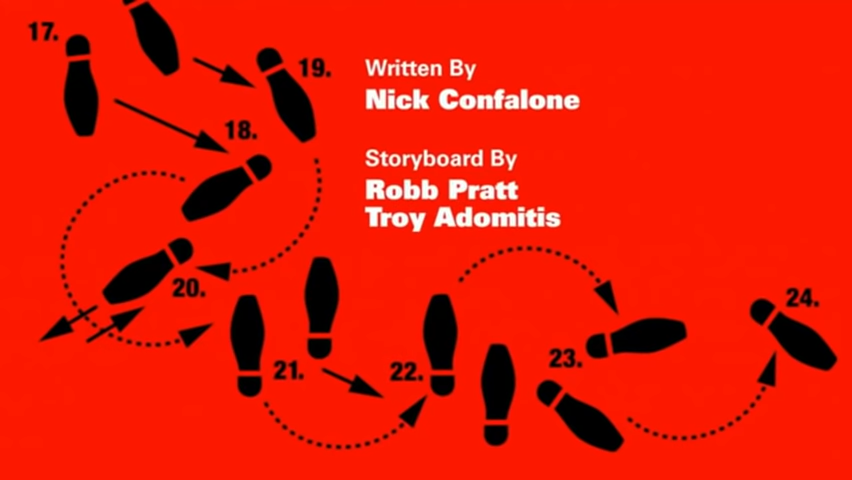 17.
19.
18.
20.
21.
22.
23.
24.
Written By
Nick Confalone
Storyboard By
Robb Pratt
Troy Adomitis